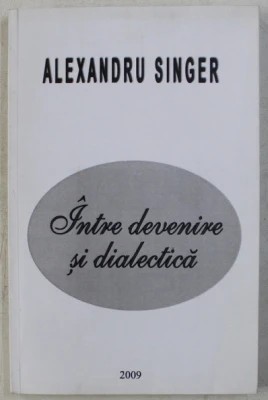 ALEXANDRU SINGER
Între devenire
și dialectică
2009